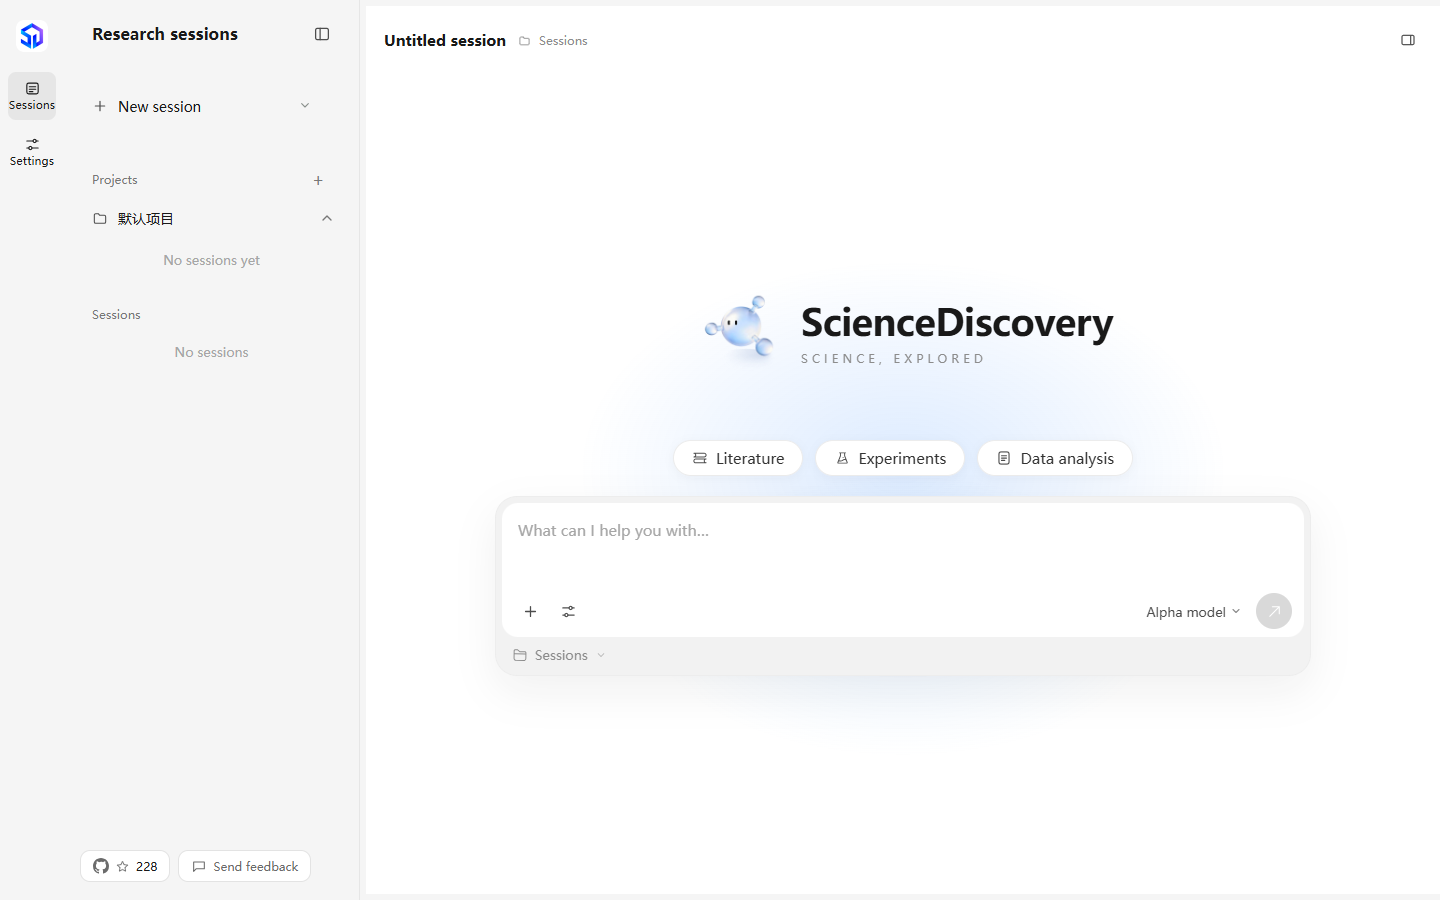 Research sessions
Sessions
Settings
New session
Projects
默认项目
No sessions yet
Sessions
No sessions
228
Send feedback
Untitled session
Sessions
ScienceDiscovery
SCIENCE, EXPLORED
Literature
Experiments
Data analysis
What can I help you with...
Alpha model
Sessions